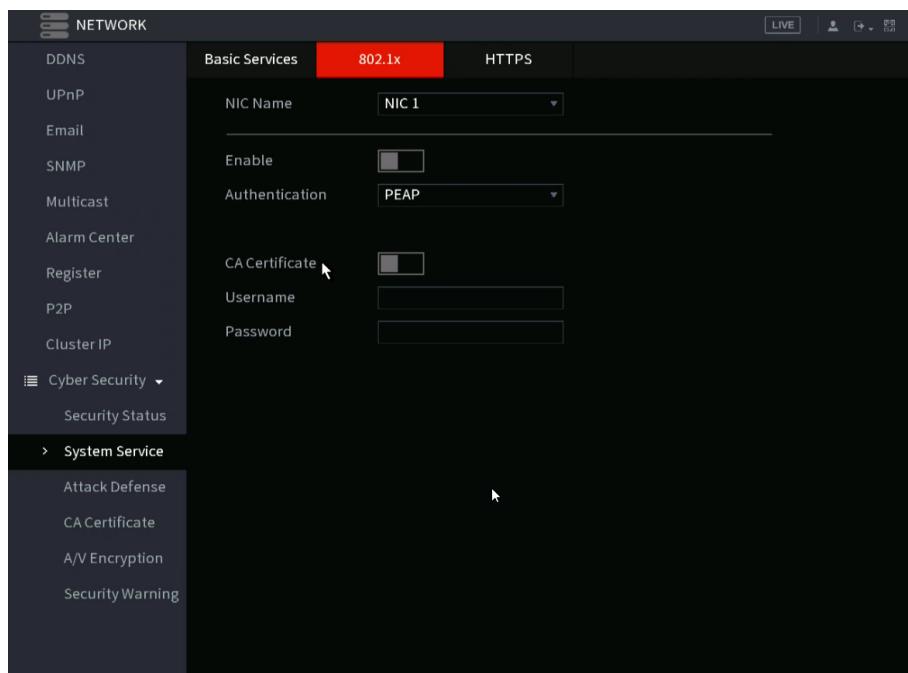 NETWORK
LIVE
DDNS
UPnP
Email
SNMP
Multicast
Alarm Center
Register
P2P
Cluster IP
Cyber Security
Security Status
System Service
Attack Defense
CA Certificate
A/V Encryption
Security Warning
Basic Services 802.1x HTTPS
NIC Name NIC 1
Enable
Authentication PEAP
CA Certificate
Username
Password